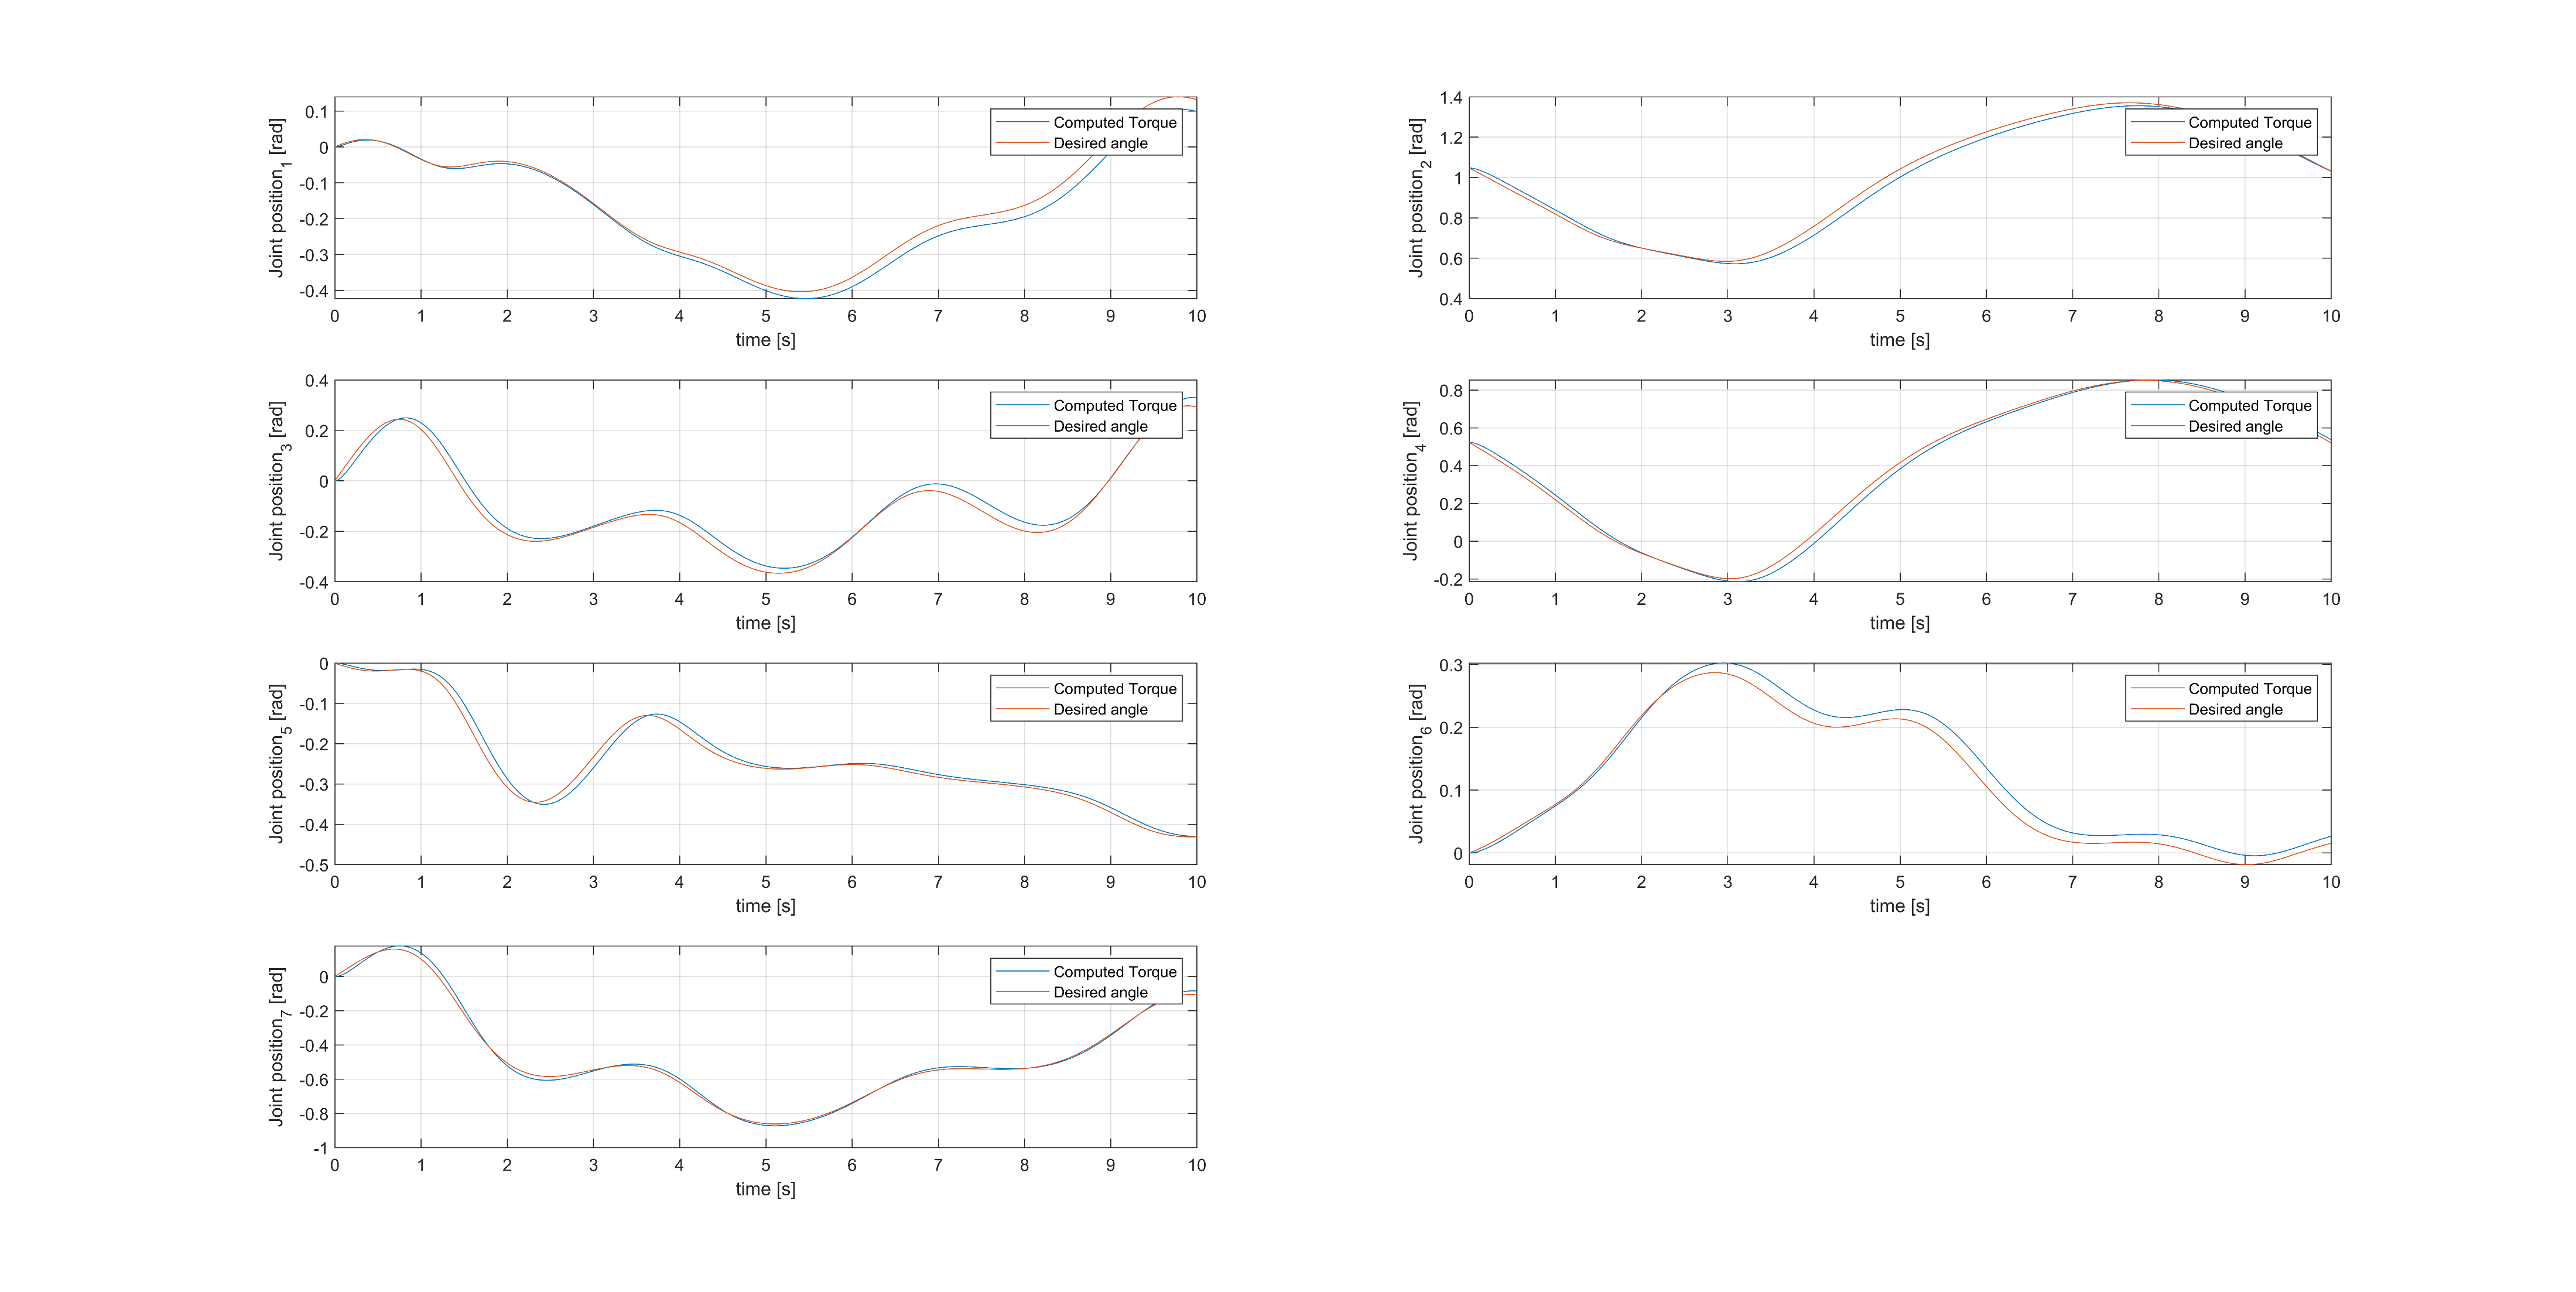 Joint position1 [rad]
0.1
0
-0.1
-0.2
-0.3
-0.4
Computed Torque
Desired angle
0 1 2 3 4 5 6 7 8 9 10
time [s]
Joint position2 [rad]
1.4
1.2
1
0.8
0.6
0.4
Computed Torque
Desired angle
0 1 2 3 4 5 6 7 8 9 10
time [s]
Joint position3 [rad]
0.4
0.2
0
-0.2
-0.4
Computed Torque
Desired angle
0 1 2 3 4 5 6 7 8 9 10
time [s]
Joint position4 [rad]
0.8
0.6
0.4
0.2
0
-0.2
Computed Torque
Desired angle
0 1 2 3 4 5 6 7 8 9 10
time [s]
Joint position5 [rad]
0
-0.1
-0.2
-0.3
-0.4
-0.5
Computed Torque
Desired angle
0 1 2 3 4 5 6 7 8 9 10
time [s]
Joint position6 [rad]
0.3
0.2
0.1
0
Computed Torque
Desired angle
0 1 2 3 4 5 6 7 8 9 10
time [s]
Joint position7 [rad]
0
-0.2
-0.4
-0.6
-0.8
-1
Computed Torque
Desired angle
0 1 2 3 4 5 6 7 8 9 10
time [s]